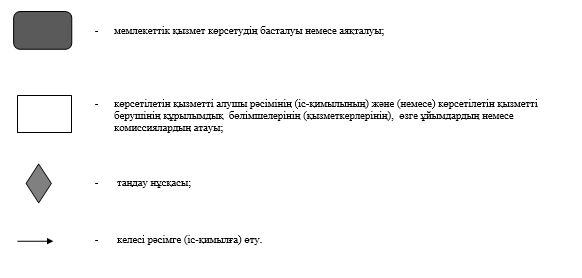 - мемлекеттік қызмет көрсетудің басталуы немесе аяқталуы;
- көрсетілетін қызметті алушы рәсімінің (іс-қимылының) және (немесе) көрсетілетін қызметті
берушінің құрылымдық бөлімшелерінің (қызметкерлерінің), өзге ұйымдардың немесе
комиссиялардың атауы;
- таңдау нұсқасы;
- келесі рәсімге (іс-қимылға) өту.